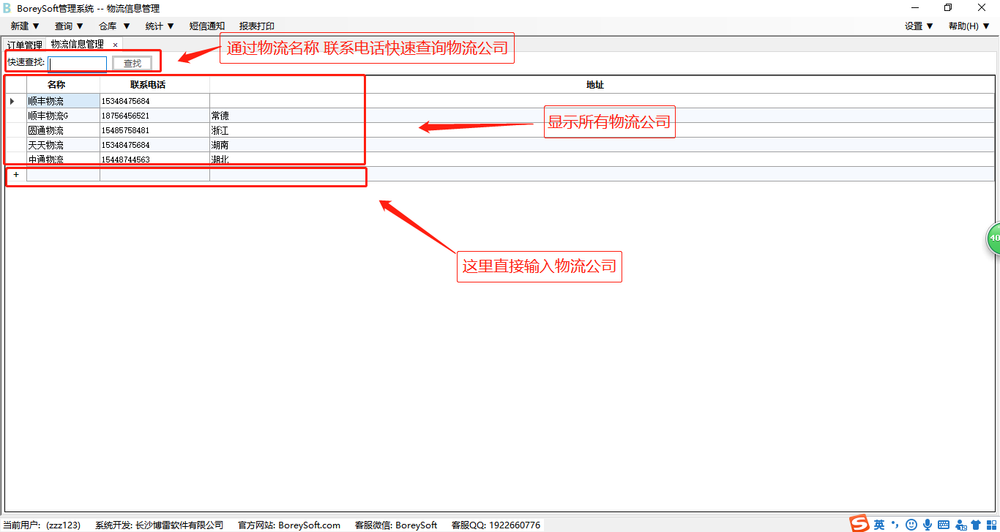 BoreySoft管理系统 -- 物流信息管理
新建 ▼ 查询 ▼ 仓库 ▼ 统计 ▼ 短信通知 报表打印 设置 ▼ 帮助(H) ▼
订单管理 物流信息管理 ×
通过物流名称 联系电话快速查询物流公司
快速查找: 查找
名称 联系电话 地址
顺丰物流 15348475684
顺丰物流G 18756456521 常德
圆通物流 15485758481 浙江
天天物流 15348475684 湖南
中通物流 15448744563 湖北
+
显示所有物流公司
这里直接输入物流公司
40
当前用户: (zzz123) 系统开发: 长沙博雷软件有限公司 官方网站: BoreySoft.com 客服微信: BoreySoft 客服QQ: 1922660776
英